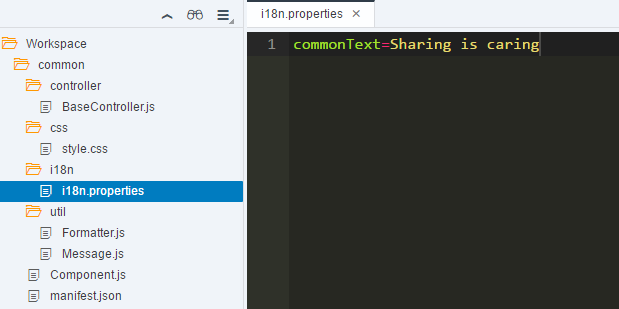 Workspace
common
controller
BaseController.js
css
style.css
i18n
i18n.properties
util
Formatter.js
Message.js
Component.js
manifest.json
i18n.properties ×
1 commonText=Sharing is caring